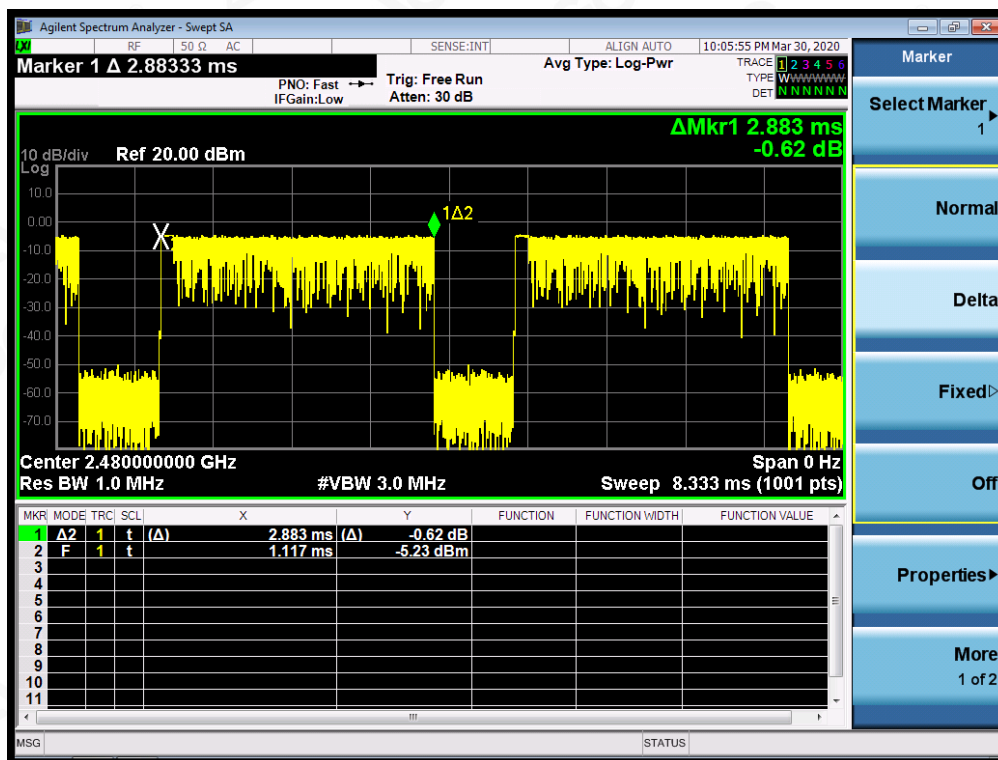 Agilent Spectrum Analyzer - Swept SA
LXI RF 50 Ω AC SENSE:INT ALIGN AUTO 10:05:55 PM Mar 30, 2020
Marker 1 Δ 2.88333 ms
PNO: Fast
IFGain:Low
Trig: Free Run
Atten: 30 dB
Avg Type: Log-Pwr
TRACE 1 2 3 4 5 6
TYPE WWWWWWW
DET N N N N N N
ΔMkr1 2.883 ms
-0.62 dB
10 dB/div Ref 20.00 dBm
Log
10.0
0.00
-10.0
-20.0
-30.0
-40.0
-50.0
-60.0
-70.0
X
1Δ2
Center 2.480000000 GHz Span 0 Hz
Res BW 1.0 MHz #VBW 3.0 MHz Sweep 8.333 ms (1001 pts)
MKR MODE TRC SCL X Y FUNCTION FUNCTION WIDTH FUNCTION VALUE
1 Δ2 1 t (Δ) 2.883 ms (Δ) -0.62 dB
2 F 1 t 1.117 ms -5.23 dBm
3
4
5
6
7
8
9
10
11
MSG STATUS
Marker
Select Marker
1
Normal
Delta
Fixed
Off
Properties
More
1 of 2